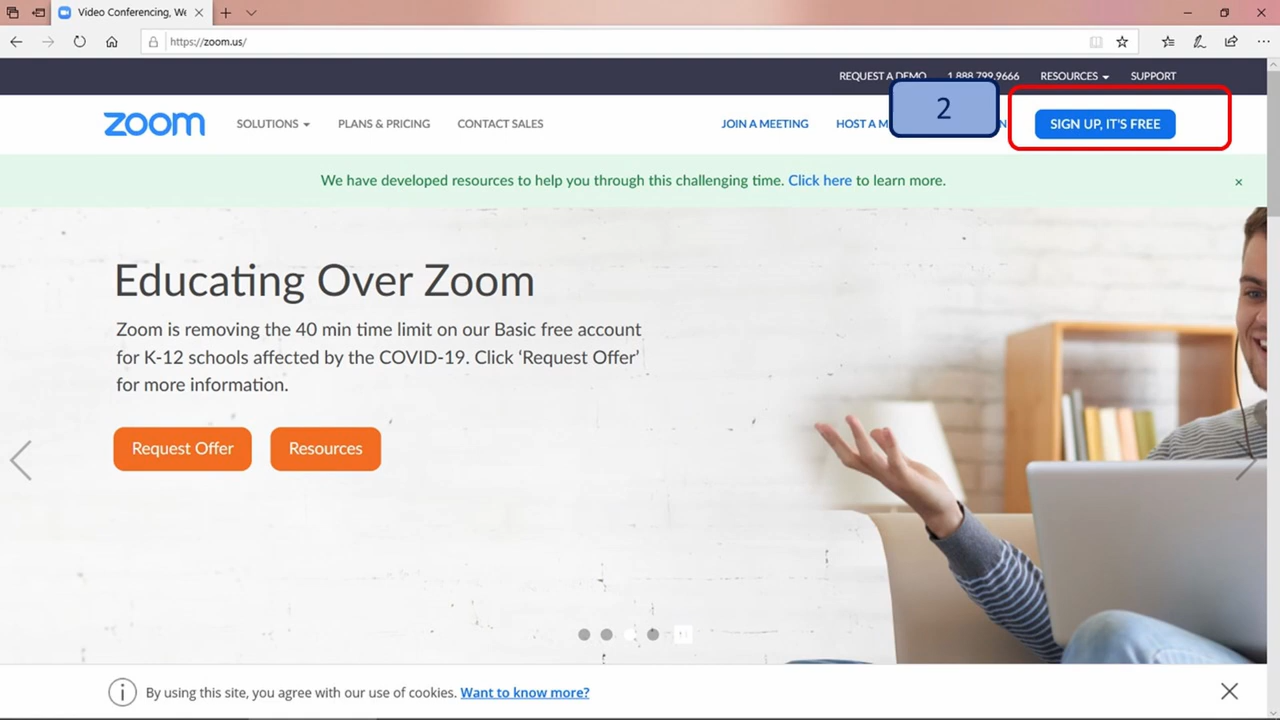 Video Conferencing, We
https://zoom.us/
REQUEST A DEMO 1.888.799.9666 RESOURCES SUPPORT
zoom SOLUTIONS PLANS & PRICING CONTACT SALES JOIN A MEETING HOST A M 2 N SIGN UP, IT'S FREE
We have developed resources to help you through this challenging time. Click here to learn more.
Educating Over Zoom
Zoom is removing the 40 min time limit on our Basic free account
for K-12 schools affected by the COVID-19. Click ‘Request Offer’
for more information.
Request Offer Resources
By using this site, you agree with our use of cookies. Want to know more?